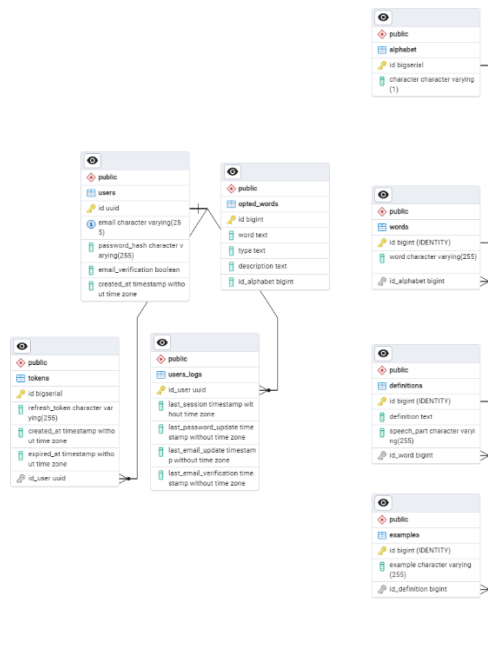 public
alphabet
id bigserial
character character varying
(1)
public
users
id uuid
email character varying(25
5)
password_hash character v
arying(255)
email_verification boolean
created_at timestamp witho
ut time zone
public
opted_words
id bigint
word text
type text
description text
id_alphabet bigint
public
words
id bigint (IDENTITY)
word character varying(255)
id_alphabet bigint
public
tokens
id bigserial
refresh_token character var
ying(255)
created_at timestamp witho
ut time zone
expired_at timestamp witho
ut time zone
id_user uuid
public
users_logs
id_user uuid
last_session timestamp wit
hout time zone
last_password_update time
stamp without time zone
last_email_update timestam
p without time zone
last_email_verification time
stamp without time zone
public
definitions
id bigint (IDENTITY)
definition text
speech_part character varyi
ng(255)
id_word bigint
public
examples
id bigint (IDENTITY)
example character varying
(255)
id_definition bigint